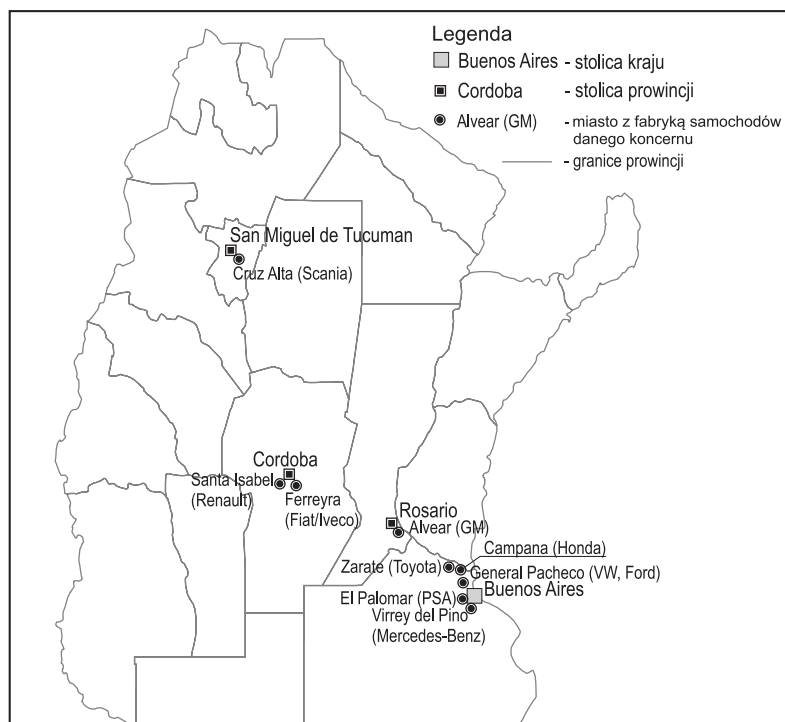 Legenda
Buenos Aires - stolica kraju
Cordoba - stolica prowincji
Alvear (GM) - miasto z fabryką samochodów
danego koncernu
- granice prowincji
San Miguel de Tucuman
Cruz Alta (Scania)
Cordoba
Santa Isabel
(Renault)
Ferreyra
(Fiat/Iveco)
Rosario
Alvear (GM)
Campana (Honda)
Zarate (Toyota)
General Pacheco (VW, Ford)
Buenos Aires
El Palomar (PSA)
Virrey del Pino
(Mercedes-Benz)